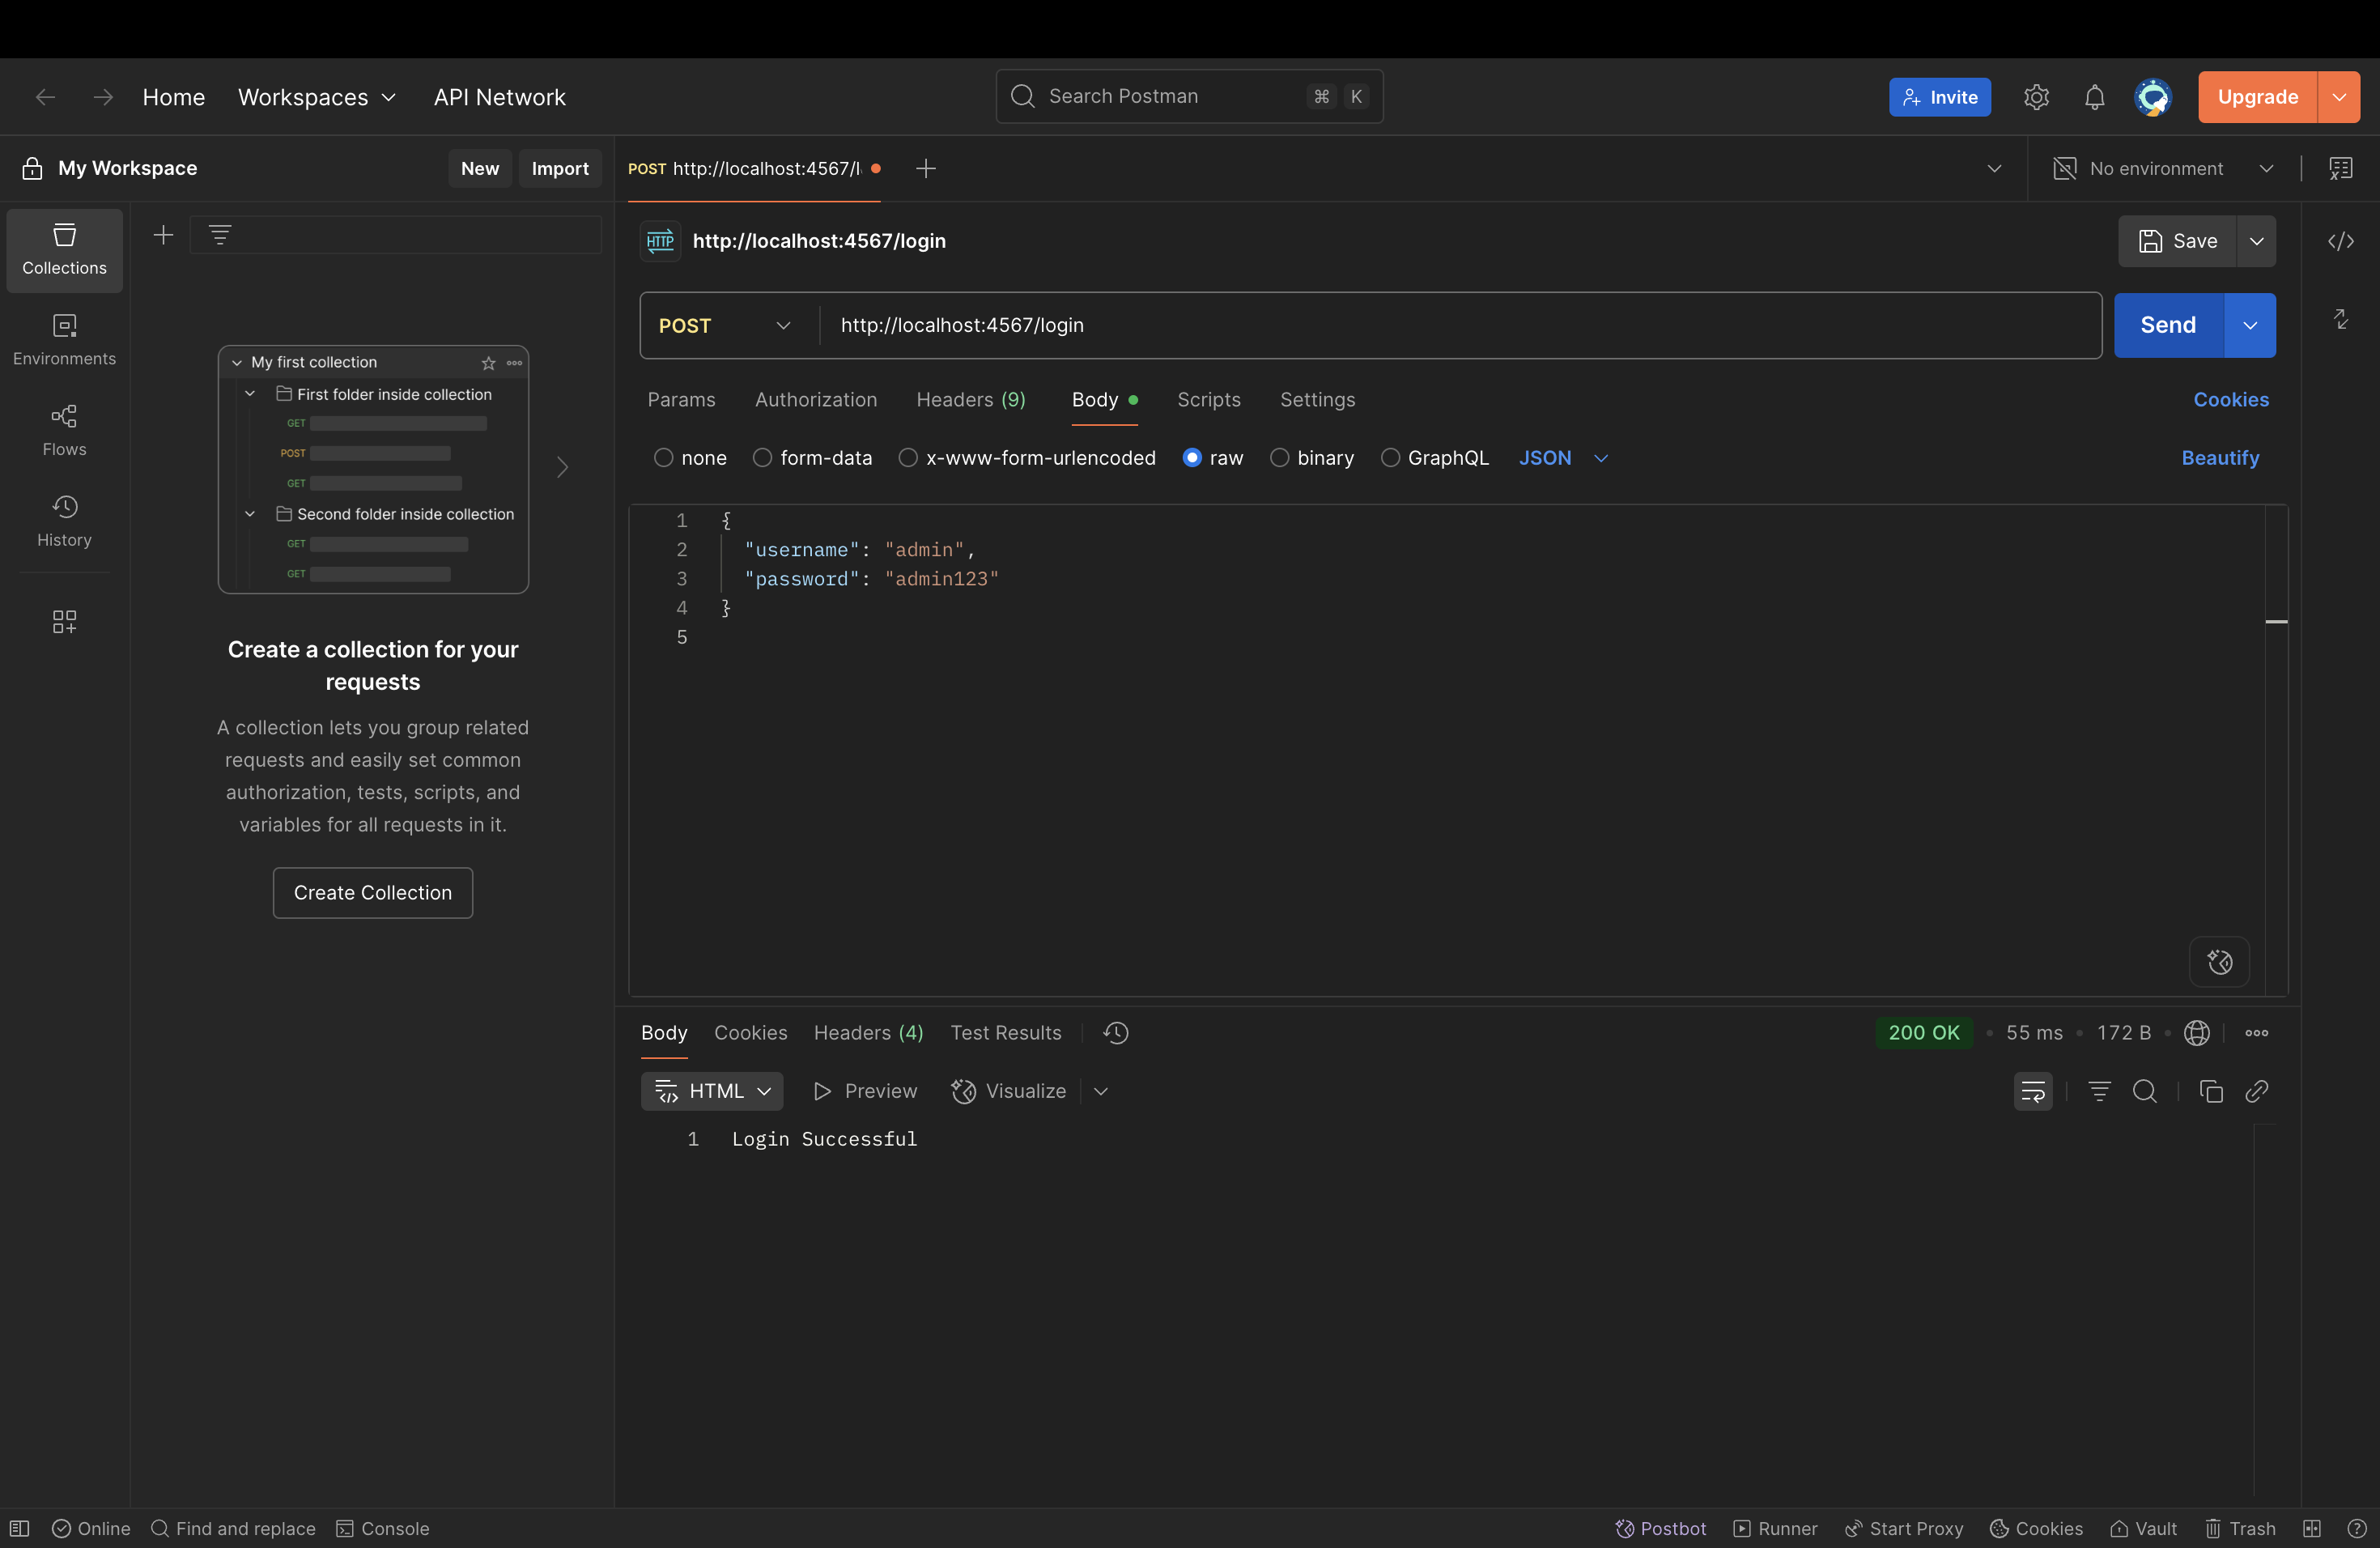 Home Workspaces API Network
Search Postman ⌘ K
Invite Upgrade
My Workspace New Import
POST http://localhost:4567/l
No environment
Collections
Environments
Flows
History
My first collection
First folder inside collection
GET
POST
GET
Second folder inside collection
GET
GET
Create a collection for your
requests
A collection lets you group related
requests and easily set common
authorization, tests, scripts, and
variables for all requests in it.
Create Collection
HTTP http://localhost:4567/login
Save
POST http://localhost:4567/login
Send
Params Authorization Headers (9) Body Scripts Settings Cookies
none form-data x-www-form-urlencoded raw binary GraphQL JSON Beautify
1 {
2 "username": "admin",
3 "password": "admin123"
4 }
5
Body Cookies Headers (4) Test Results 200 OK • 55 ms • 172 B
HTML Preview Visualize
1 Login Successful
Online Find and replace Console Postbot Runner Start Proxy Cookies Vault Trash